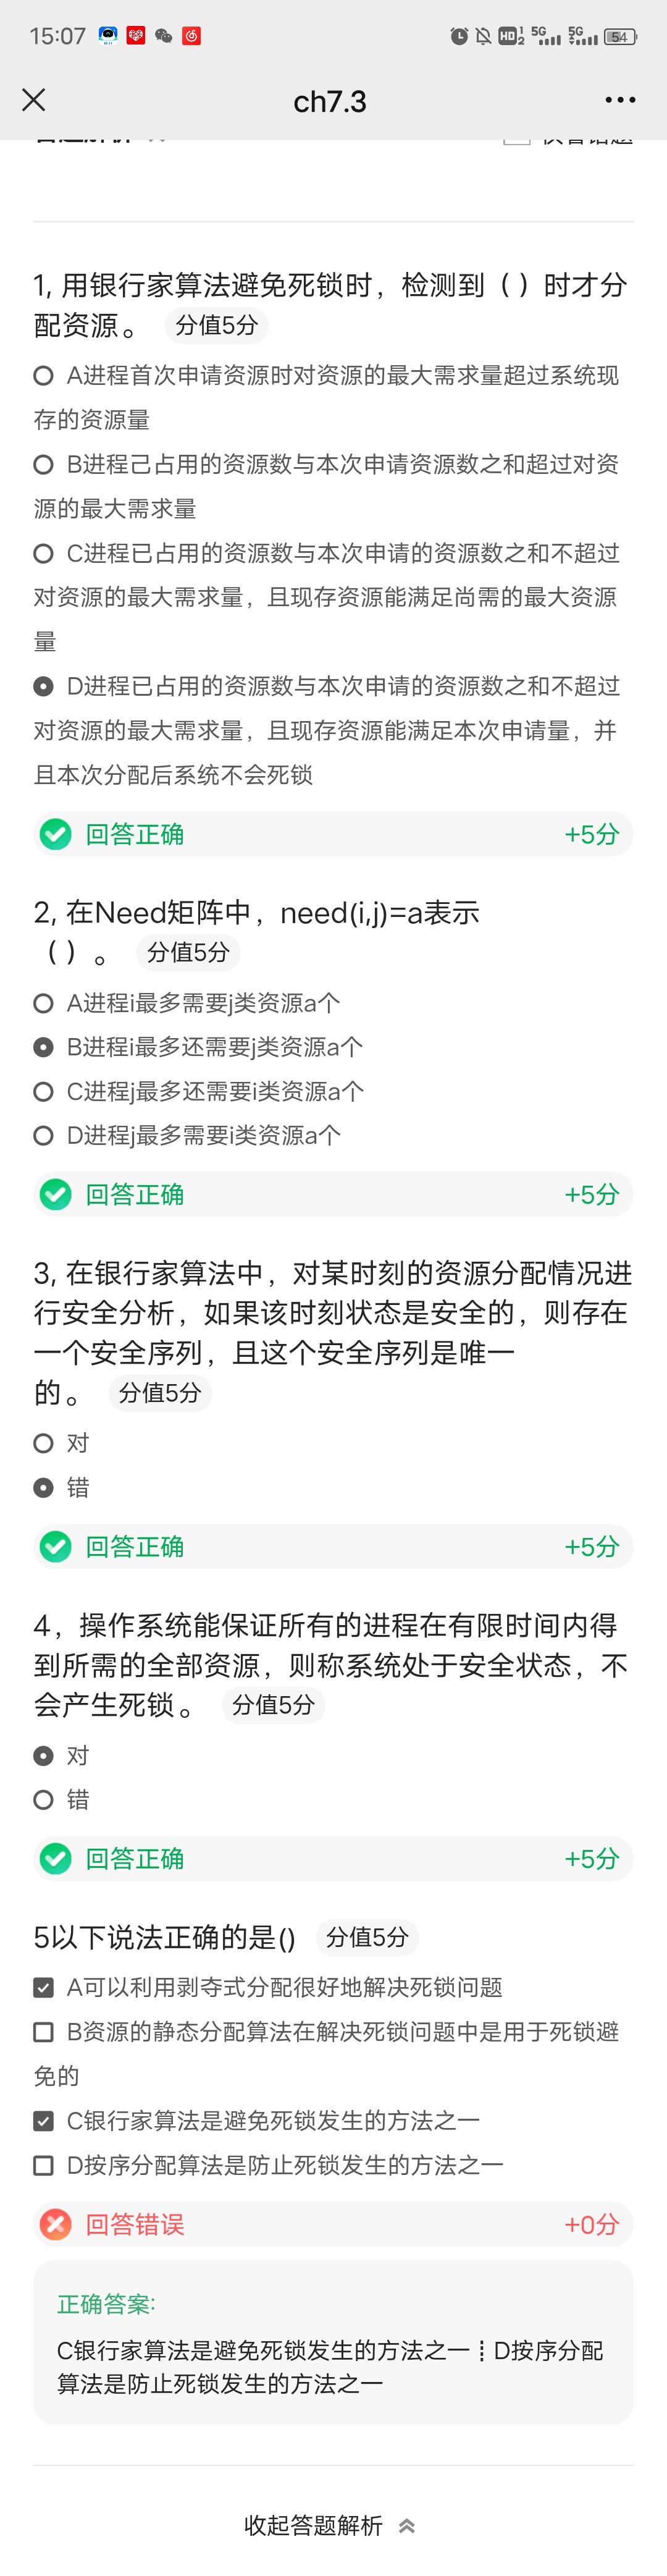 15:07
HD 1 2 5G 5G 54
ch7.3
1, 用银行家算法避免死锁时，检测到（ ）时才分
配资源。 分值5分
A进程首次申请资源时对资源的最大需求量超过系统现
存的资源量
B进程已占用的资源数与本次申请资源数之和超过对资
源的最大需求量
C进程已占用的资源数与本次申请的资源数之和不超过
对资源的最大需求量，且现存资源能满足尚需的最大资源
量
D进程已占用的资源数与本次申请的资源数之和不超过
对资源的最大需求量，且现存资源能满足本次申请量，并
且本次分配后系统不会死锁
回答正确 +5分
2, 在Need矩阵中，need(i,j)=a表示
（ ）。 分值5分
A进程i最多需要j类资源a个
B进程i最多还需要j类资源a个
C进程j最多还需要i类资源a个
D进程j最多需要i类资源a个
回答正确 +5分
3, 在银行家算法中，对某时刻的资源分配情况进
行安全分析，如果该时刻状态是安全的，则存在
一个安全序列，且这个安全序列是唯一
的。 分值5分
对
错
回答正确 +5分
4，操作系统能保证所有的进程在有限时间内得
到所需的全部资源，则称系统处于安全状态，不
会产生死锁。 分值5分
对
错
回答正确 +5分
5以下说法正确的是() 分值5分
A可以利用剥夺式分配很好地解决死锁问题
B资源的静态分配算法在解决死锁问题中是用于死锁避
免的
C银行家算法是避免死锁发生的方法之一
D按序分配算法是防止死锁发生的方法之一
回答错误 +0分
正确答案:
C银行家算法是避免死锁发生的方法之一┋D按序分配
算法是防止死锁发生的方法之一
收起答题解析